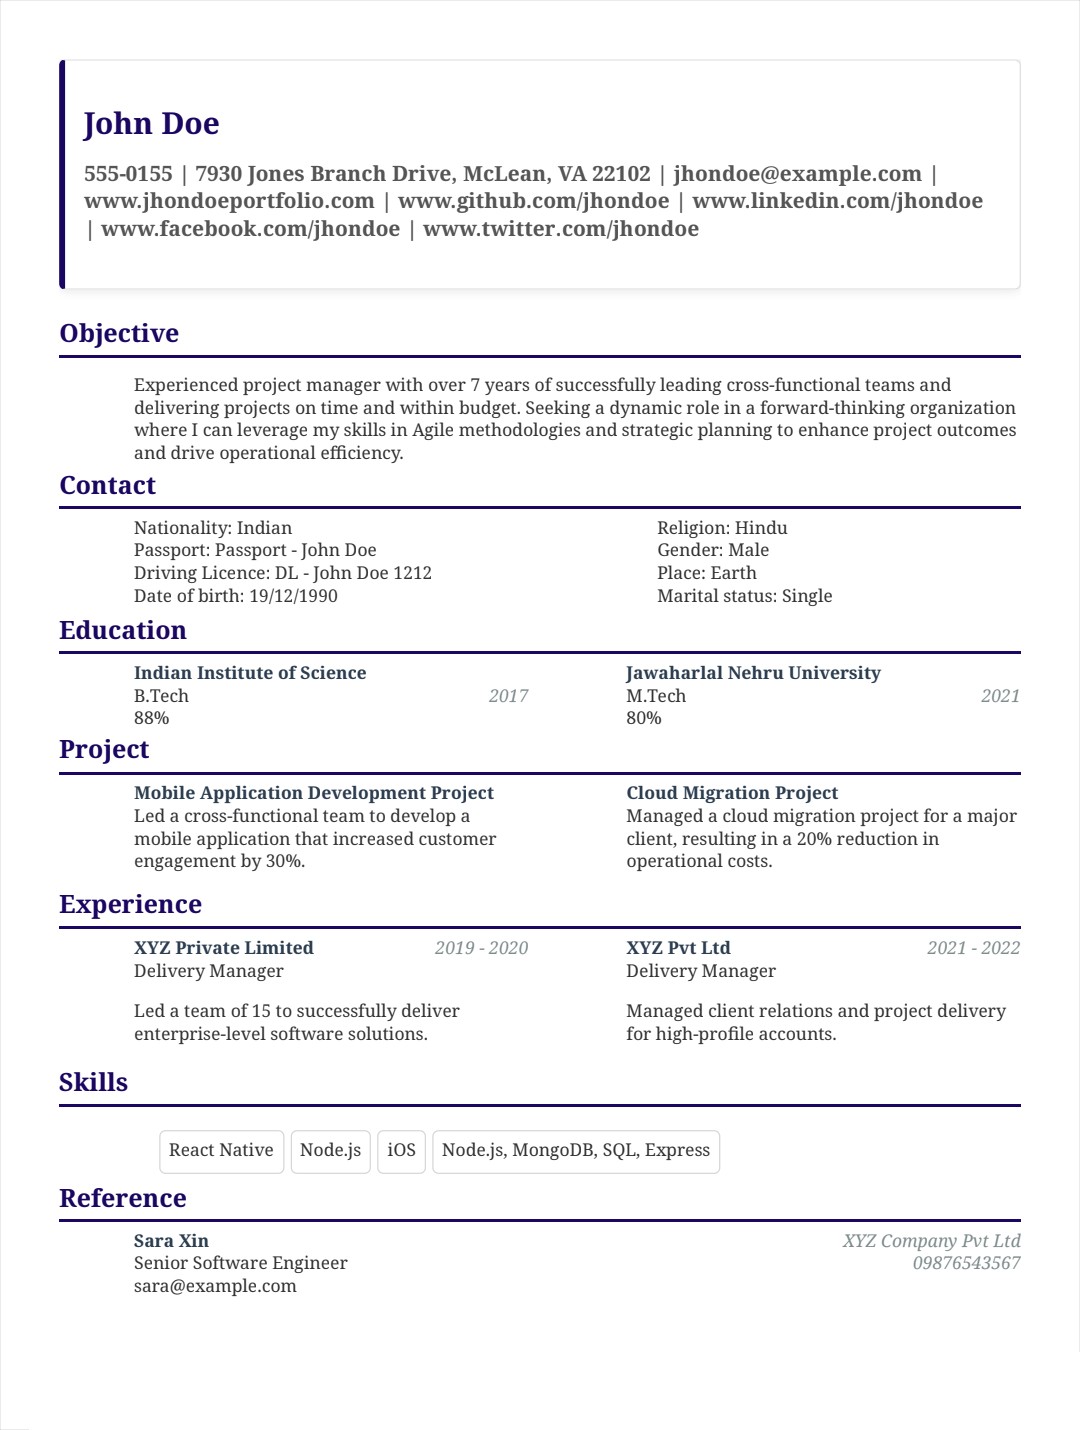 John Doe
555-0155 | 7930 Jones Branch Drive, McLean, VA 22102 | jhondoe@example.com |
www.jhondoeportfolio.com | www.github.com/jhondoe | www.linkedin.com/jhondoe
| www.facebook.com/jhondoe | www.twitter.com/jhondoe
Objective
Experienced project manager with over 7 years of successfully leading cross-functional teams and
delivering projects on time and within budget. Seeking a dynamic role in a forward-thinking organization
where I can leverage my skills in Agile methodologies and strategic planning to enhance project outcomes
and drive operational efficiency.
Contact
Nationality: Indian
Passport: Passport - John Doe
Driving Licence: DL - John Doe 1212
Date of birth: 19/12/1990
Religion: Hindu
Gender: Male
Place: Earth
Marital status: Single
Education
Indian Institute of Science
B.Tech 2017
88%
Jawaharlal Nehru University
M.Tech 2021
80%
Project
Mobile Application Development Project
Led a cross-functional team to develop a
mobile application that increased customer
engagement by 30%.
Cloud Migration Project
Managed a cloud migration project for a major
client, resulting in a 20% reduction in
operational costs.
Experience
XYZ Private Limited 2019 - 2020
Delivery Manager
Led a team of 15 to successfully deliver
enterprise-level software solutions.
XYZ Pvt Ltd 2021 - 2022
Delivery Manager
Managed client relations and project delivery
for high-profile accounts.
Skills
React Native Node.js iOS Node.js, MongoDB, SQL, Express
Reference
Sara Xin XYZ Company Pvt Ltd
Senior Software Engineer 09876543567
sara@example.com